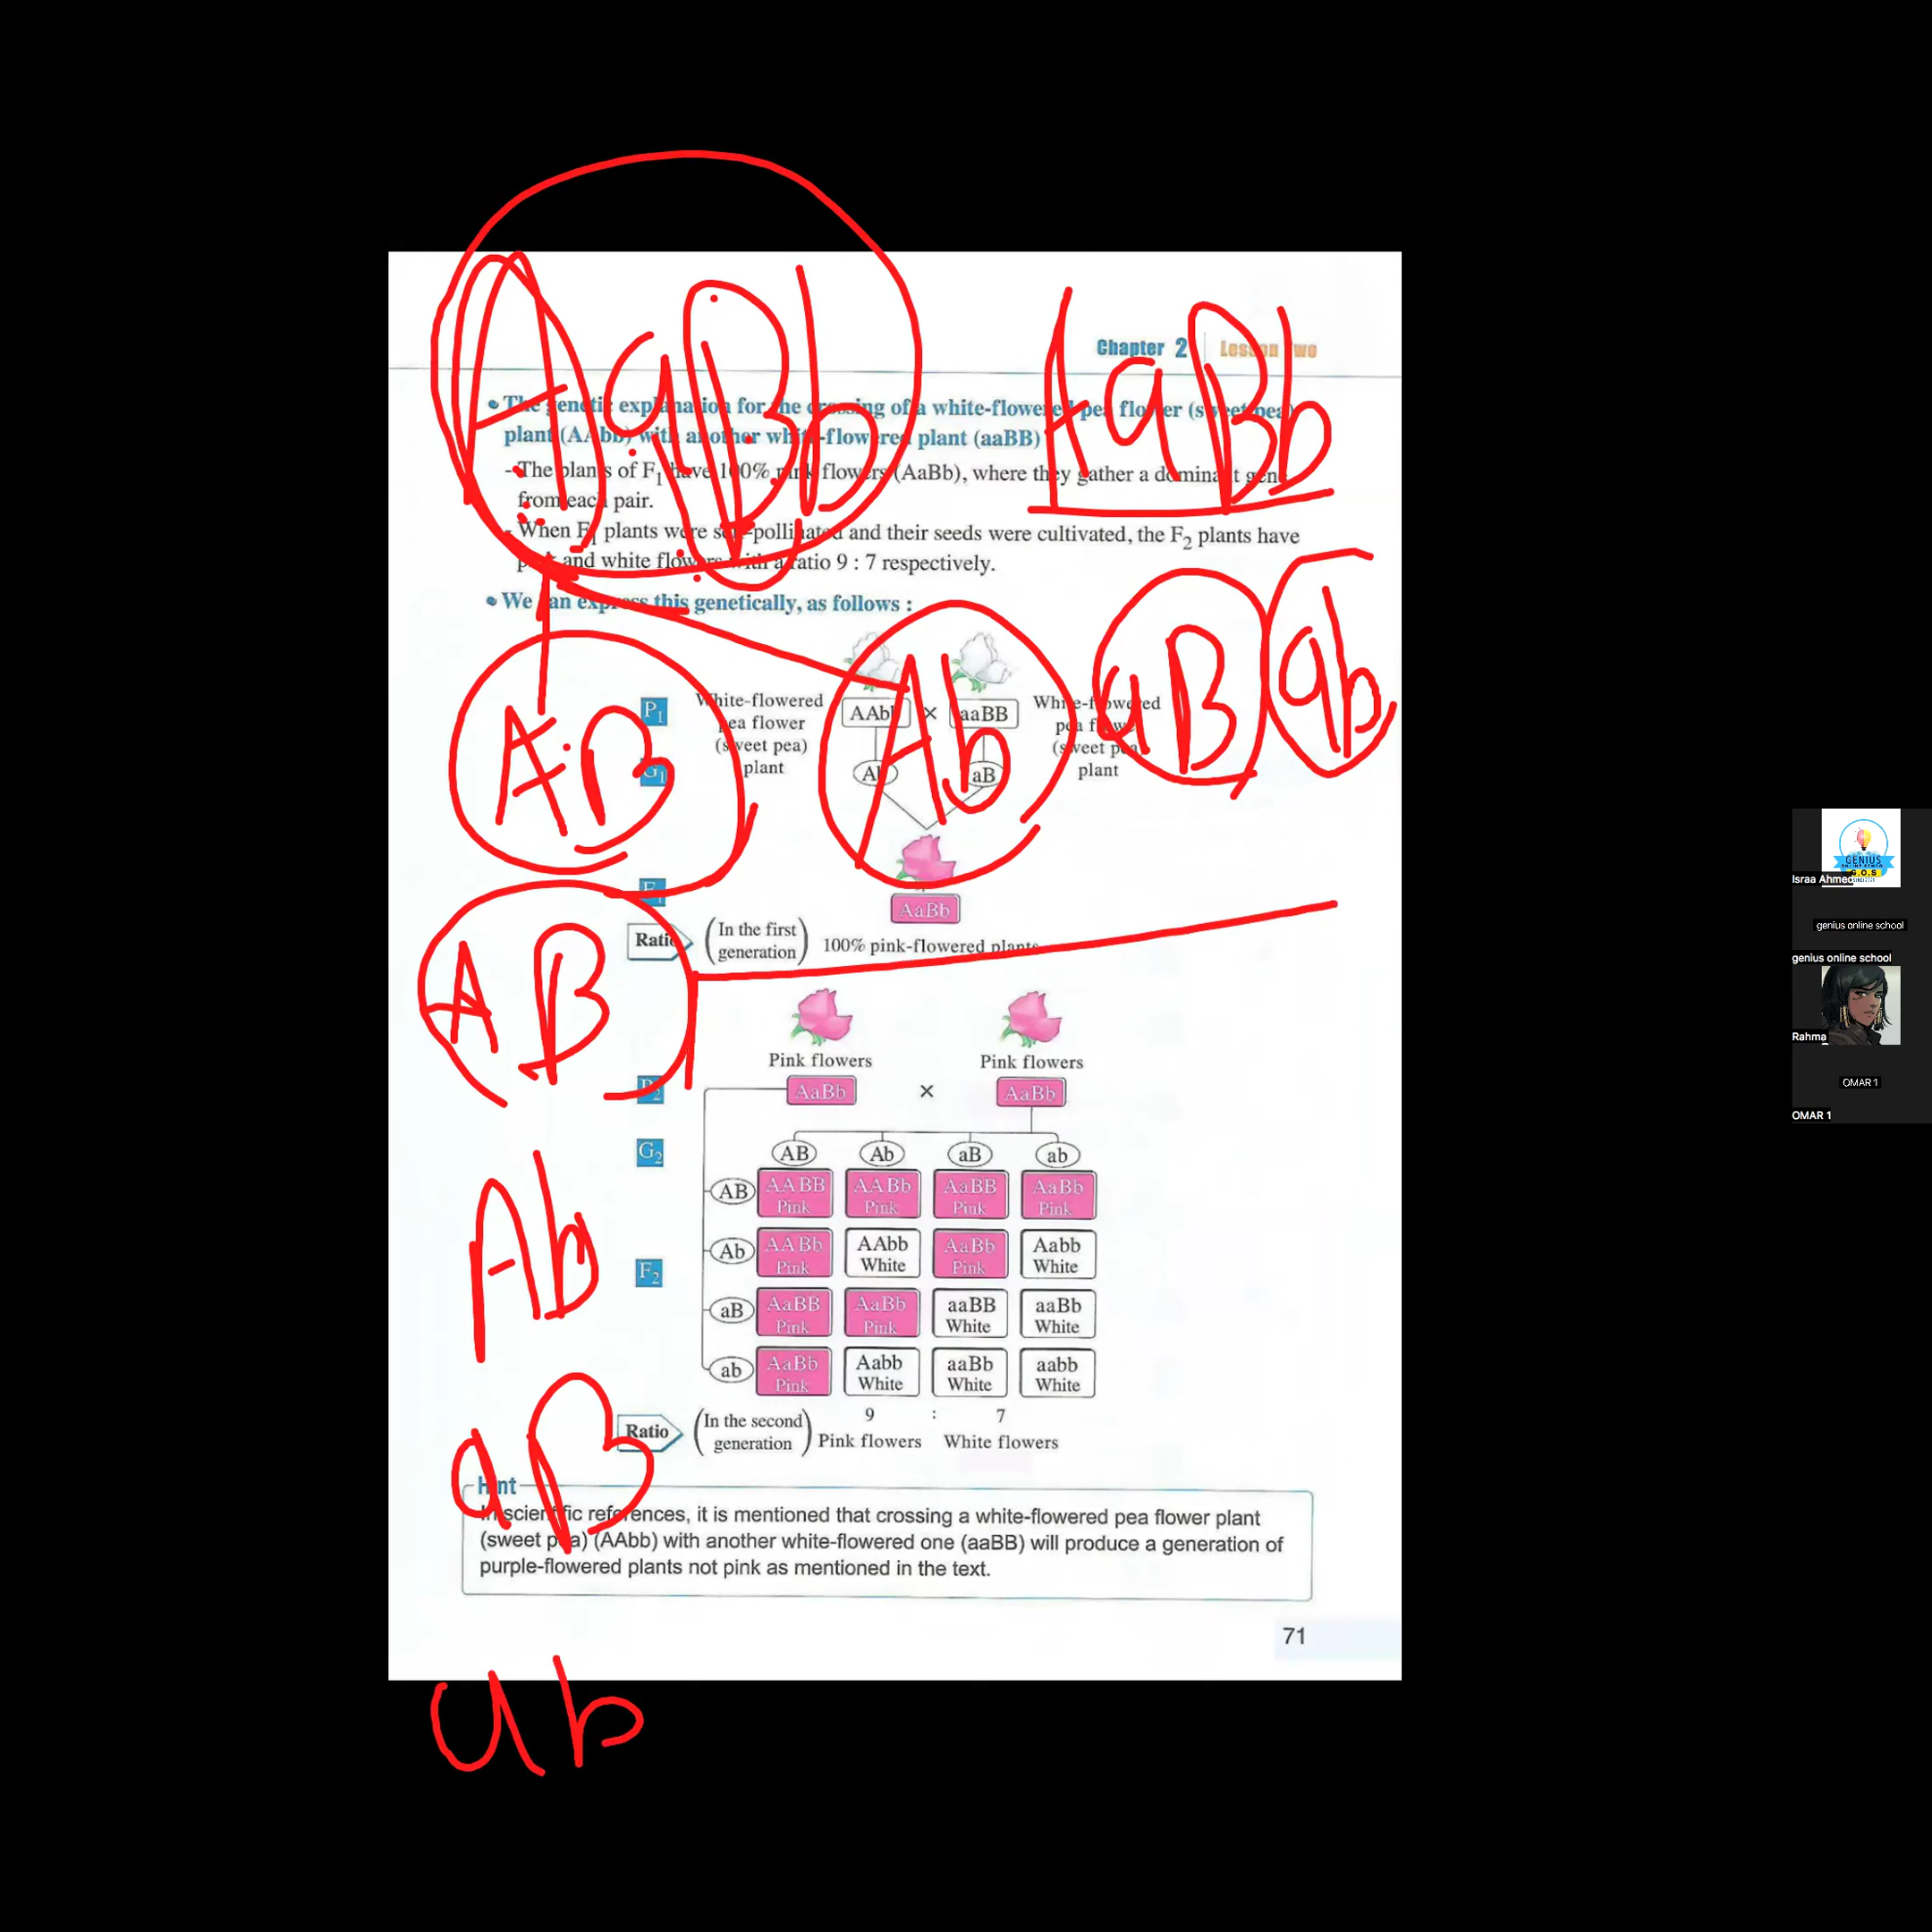 AaBb
AaBb
Chapter 2 Lesson Two
• The genetic explanation for the crossing of a white-flowered pea flower (sweet pea)
plant (AAbb) with another white-flowered plant (aaBB)
- The plants of F1 have 100% pink flowers (AaBb), where they gather a dominant gene
from each pair.
- When F1 plants were self-pollinated and their seeds were cultivated, the F2 plants have
pink and white flowers with a ratio 9 : 7 respectively.
• We can express this genetically, as follows :
AB Ab aB ab
P1 White-flowered pea flower (sweet pea) plant AAbb × aaBB White-flowered pea flower (sweet pea) plant
G1 Ab aB
F1 AaBb
Ratio (In the first generation) 100% pink-flowered plants
AB
Pink flowers Pink flowers
P2 AaBb × AaBb
G2 AB Ab aB ab
AB AABB Pink AABb Pink AaBB Pink AaBb Pink
Ab
F2
Ab AABb Pink AAbb White AaBb Pink Aabb White
aB AaBB Pink AaBb Pink aaBB White aaBb White
ab AaBb Pink Aabb White aaBb White aabb White
aB
Ratio (In the second generation) 9 : 7
Pink flowers White flowers
Hint
In scientific references, it is mentioned that crossing a white-flowered pea flower plant
(sweet pea) (AAbb) with another white-flowered one (aaBB) will produce a generation of
purple-flowered plants not pink as mentioned in the text.
71
ab
GENIUS
G.O.S
Israa Ahmed
genius online school
genius online school
Rahma
OMAR 1
OMAR 1